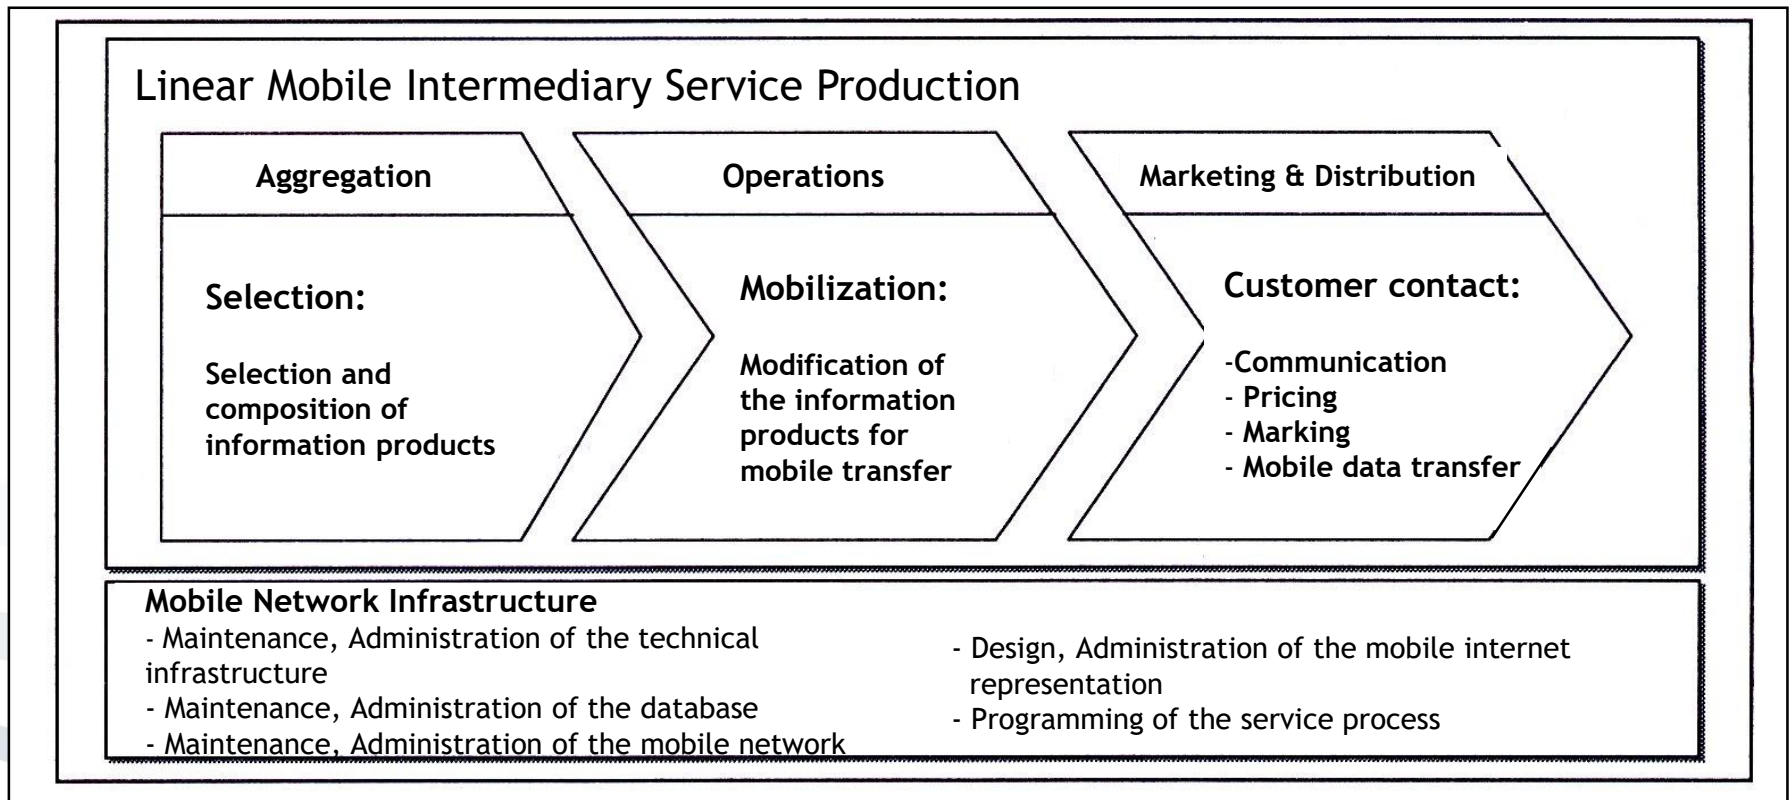 Linear Mobile Intermediary Service Production
Aggregation
Selection:
Selection and
composition of
information products
Operations
Mobilization:
Modification of
the information
products for
mobile transfer
Marketing & Distribution
Customer contact:
-Communication
- Pricing
- Marking
- Mobile data transfer
Mobile Network Infrastructure
- Maintenance, Administration of the technical
infrastructure
- Maintenance, Administration of the database
- Maintenance, Administration of the mobile network
- Design, Administration of the mobile internet
representation
- Programming of the service process